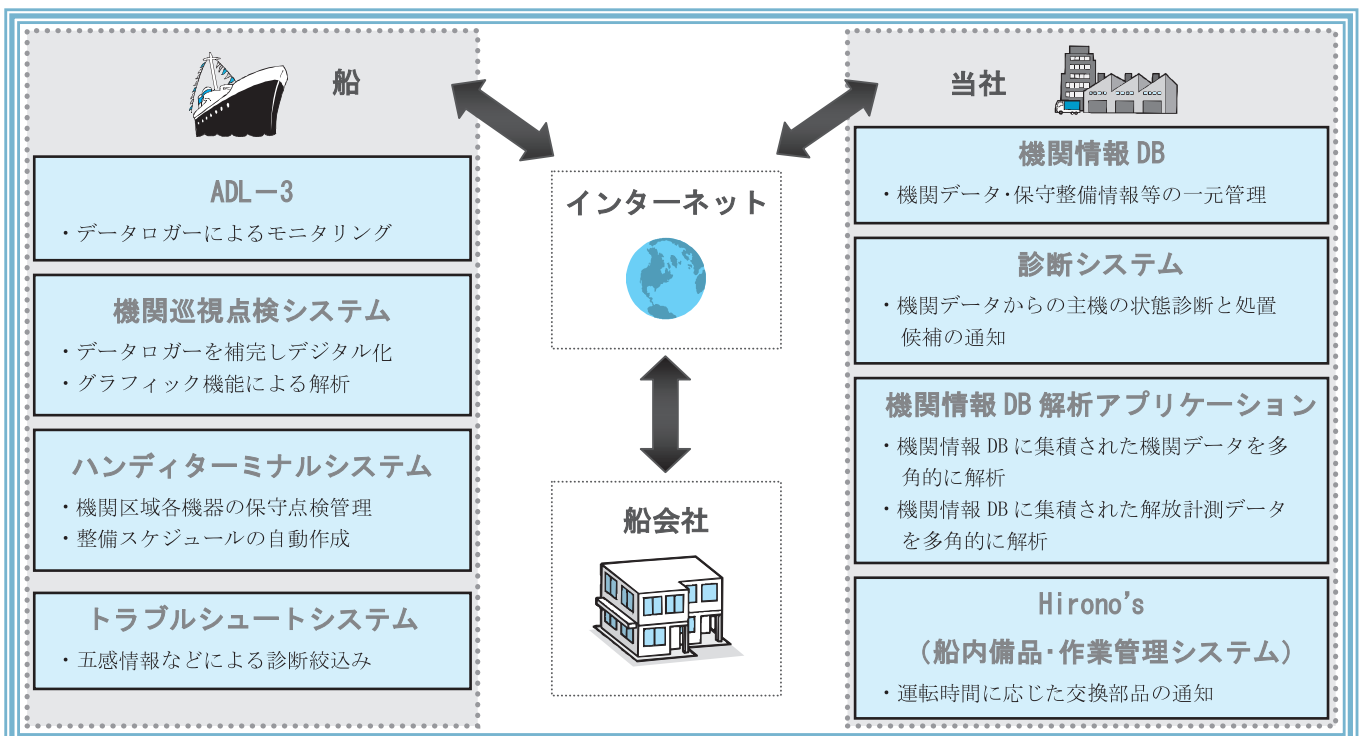 船
ADL－3
・データロガーによるモニタリング
機関巡視点検システム
・データロガーを補完しデジタル化
・グラフィック機能による解析
ハンディターミナルシステム
・機関区域各機器の保守点検管理
・整備スケジュールの自動作成
トラブルシュートシステム
・五感情報などによる診断絞込み
インターネット
船会社
当社
機関情報 DB
・機関データ・保守整備情報等の一元管理
診断システム
・機関データからの主機の状態診断と処置
候補の通知
機関情報 DB 解析アプリケーション
・機関情報 DB に集積された機関データを多
角的に解析
・機関情報 DB に集積された解放計測データ
を多角的に解析
Hirono's
（船内備品・作業管理システム）
・運転時間に応じた交換部品の通知